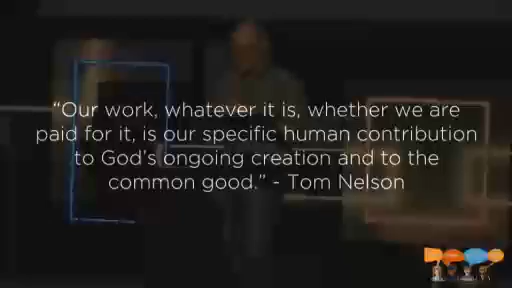 “Our work, whatever it is, whether we are
paid for it, is our specific human contribution
to God’s ongoing creation and to the
common good.” - Tom Nelson